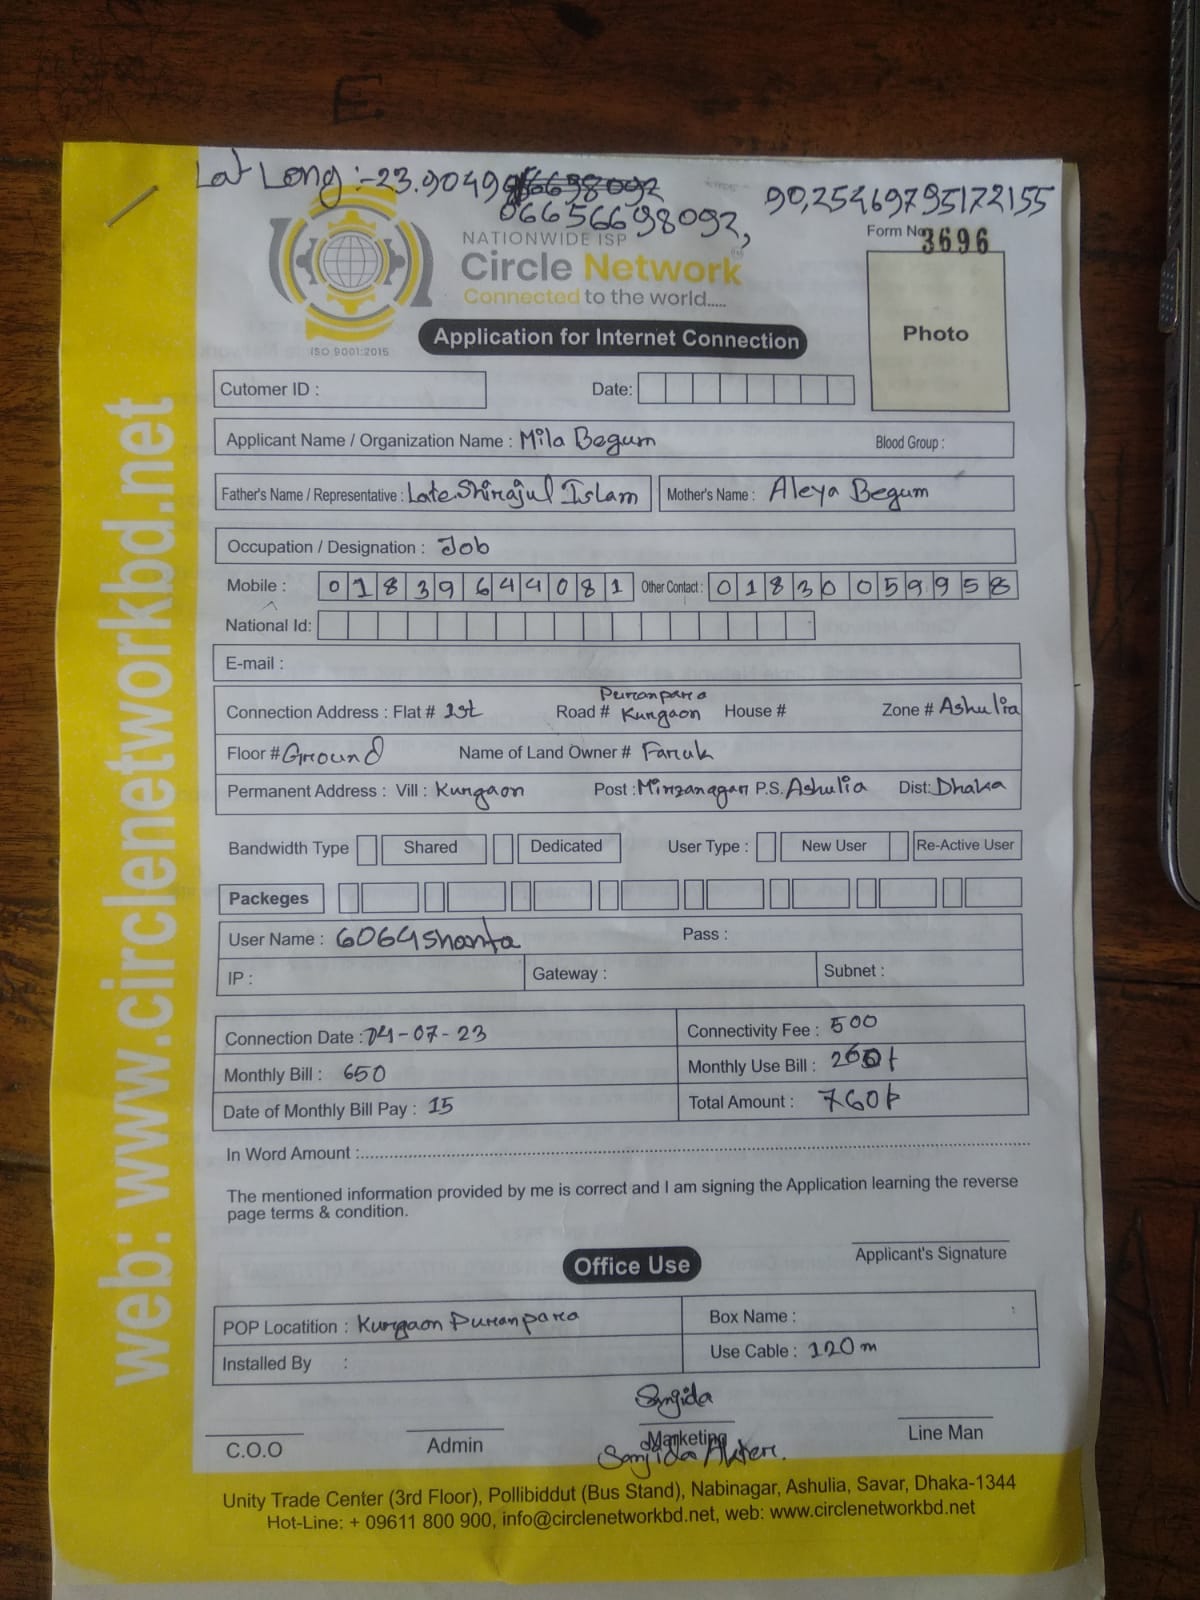 Lat Long :-23.9049
06656698092,
90,25469795172155
Form No. 3696
NATIONWIDE ISP
Circle Network
Connected to the world.....
ISO 9001:2015
Application for Internet Connection
Photo
Cutomer ID :
Date:
Applicant Name / Organization Name : Mila Begum Blood Group :
Father's Name / Representative : Late. Shirajul Islam Mother's Name : Aleya Begum
Occupation / Designation : Job
Mobile : 01839644081 Other Contact : 01830059958
National Id:
E-mail :
Connection Address : Flat # 1st Road # Purranpara Kurgaon House # Zone # Ashulia
Floor # Ground Name of Land Owner # Faruk
Permanent Address : Vill : Kurgaon Post : Mirzanagar P.S. Ashulia Dist: Dhaka
Bandwidth Type Shared Dedicated User Type : New User Re-Active User
Packeges
User Name : 6064shanta Pass :
IP : Gateway : Subnet :
Connection Date : 04-07-23 Connectivity Fee : 500
Monthly Bill : 650 Monthly Use Bill : 260
Date of Monthly Bill Pay : 15 Total Amount : 760
In Word Amount :
The mentioned information provided by me is correct and I am signing the Application learning the reverse
page terms & condition.
Applicant's Signature
Office Use
POP Locatition : Kurgaon Purranpara Box Name :
Installed By : Use Cable : 120 m
Sanjida
C.O.O Admin Marketing Line Man
Sanjida Akter.
Unity Trade Center (3rd Floor), Pollibiddut (Bus Stand), Nabinagar, Ashulia, Savar, Dhaka-1344
Hot-Line: + 09611 800 900, info@circlenetworkbd.net, web: www.circlenetworkbd.net
web: www.circlenetworkbd.net